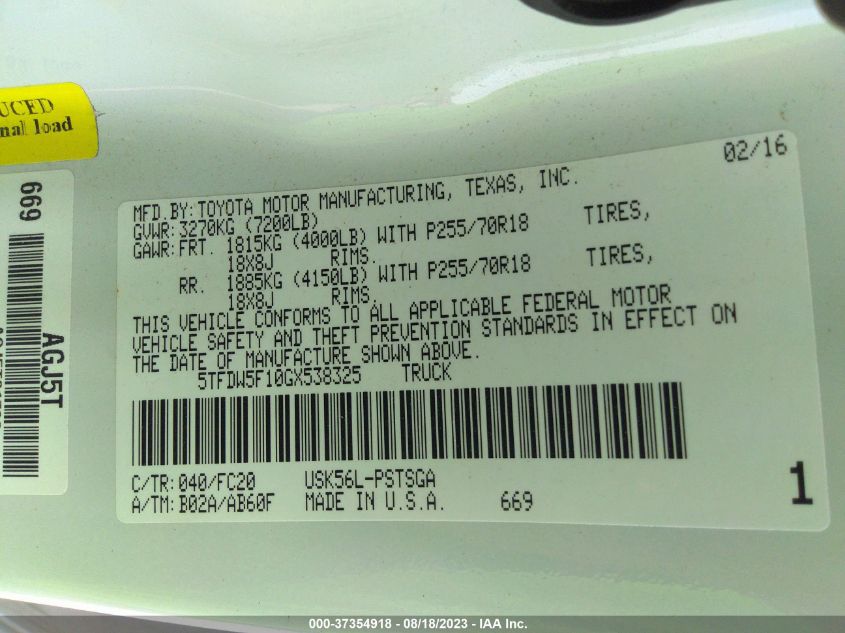 UCED
nal load
669
AGJ5T
02/16
MFD.BY:TOYOTA MOTOR MANUFACTURING, TEXAS, INC.
GVWR:3270KG (7200LB)
GAWR:FRT. 1815KG (4000LB) WITH P255/70R18 TIRES,
18X8J RIMS.
RR. 1885KG (4150LB) WITH P255/70R18 TIRES,
18X8J RIMS.
THIS VEHICLE CONFORMS TO ALL APPLICABLE FEDERAL MOTOR
VEHICLE SAFETY AND THEFT PREVENTION STANDARDS IN EFFECT ON
THE DATE OF MANUFACTURE SHOWN ABOVE.
5TFDW5F10GX538325 TRUCK
C/TR:040/FC20 USK56L-PSTSGA
A/TM:B02A/AB60F MADE IN U.S.A. 669
1
000-37354918 - 08/18/2023 - IAA Inc.